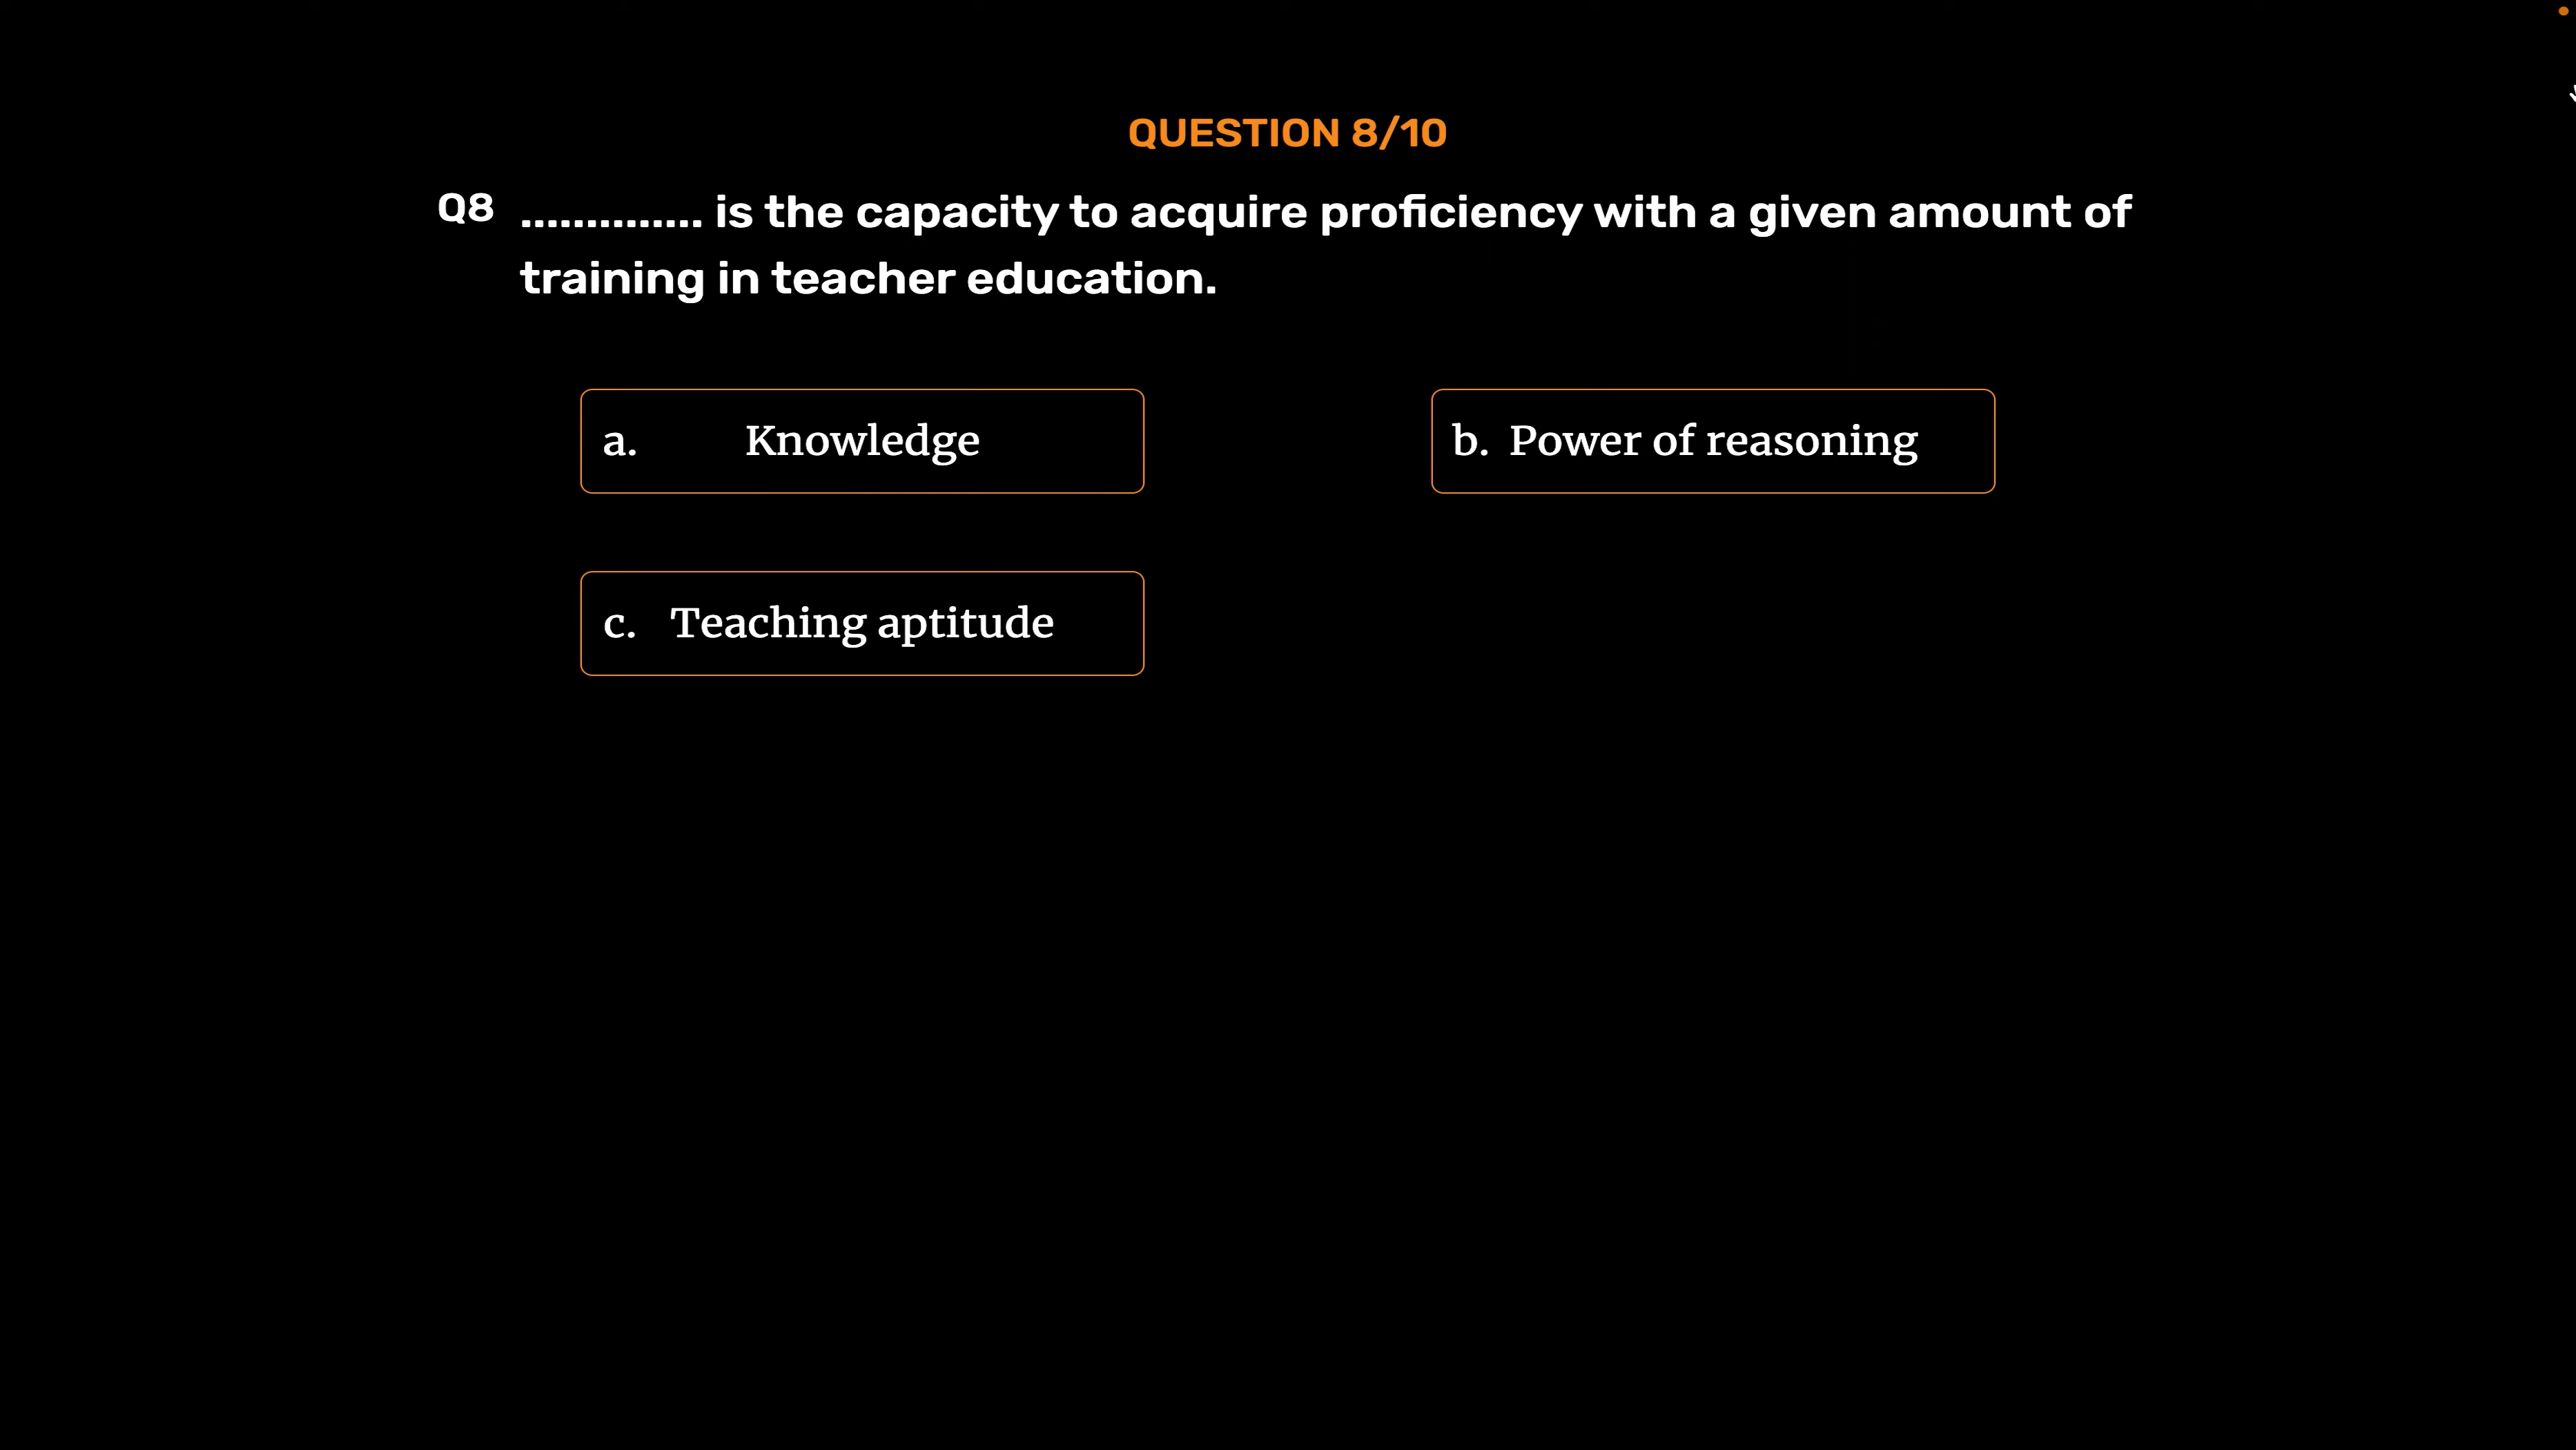 QUESTION 8/10
Q8 .............. is the capacity to acquire proficiency with a given amount of
training in teacher education.
a. Knowledge
b. Power of reasoning
c. Teaching aptitude